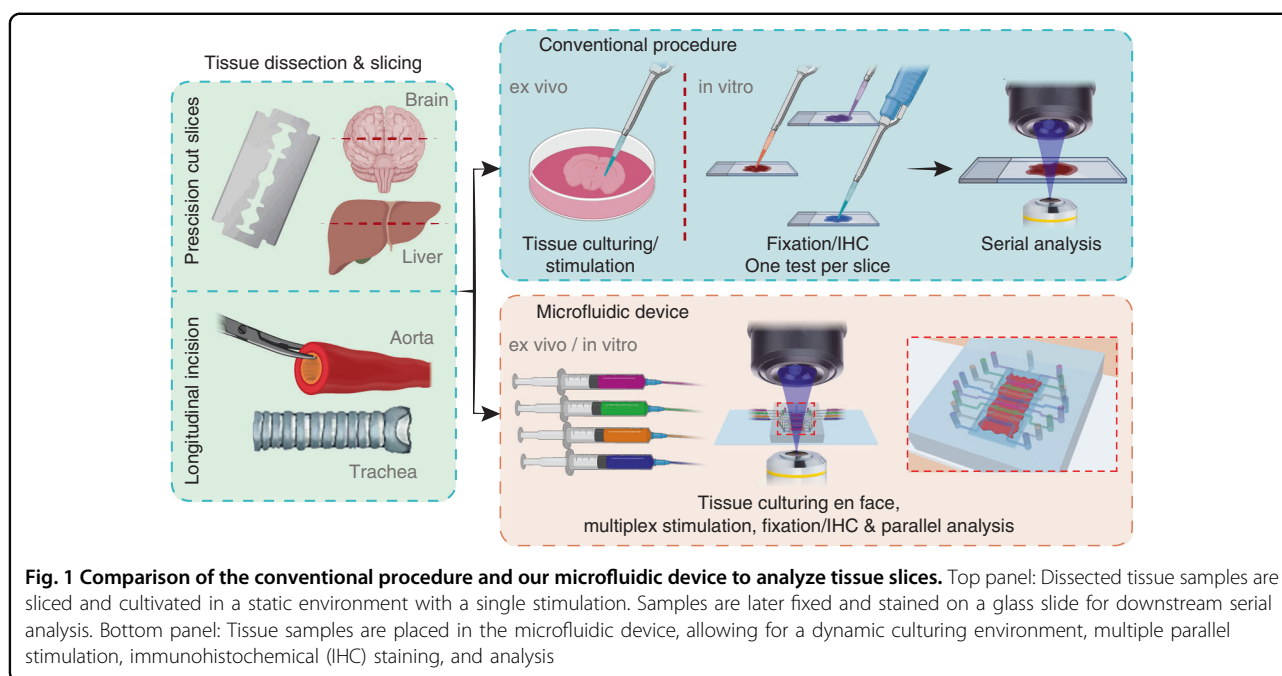 Tissue dissection & slicing
Prescision cut slices
Brain
Liver
Longitudinal incision
Aorta
Trachea
Conventional procedure
ex vivo
in vitro
Tissue culturing/
stimulation
Fixation/IHC
One test per slice
Serial analysis
Microfluidic device
ex vivo / in vitro
Tissue culturing en face,
multiplex stimulation, fixation/IHC & parallel analysis
Fig. 1 Comparison of the conventional procedure and our microfluidic device to analyze tissue slices. Top panel: Dissected tissue samples are
sliced and cultivated in a static environment with a single stimulation. Samples are later fixed and stained on a glass slide for downstream serial
analysis. Bottom panel: Tissue samples are placed in the microfluidic device, allowing for a dynamic culturing environment, multiple parallel
stimulation, immunohistochemical (IHC) staining, and analysis